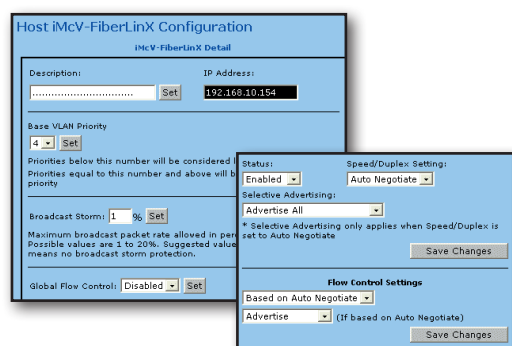 Host iMcV-FiberLinX Configuration
iMcV-FiberLinX Detail
Description: IP Address:
................................ Set 192.168.10.154
Base VLAN Priority
4 Set
Priorities below this number will be considered
Priorities equal to this number and above will b
priority
Broadcast Storm: 1 % Set
Maximum broadcast packet rate allowed in per
Possible values are 1 to 20%. Suggested value
means no broadcast storm protection.
Global Flow Control: Disabled Set
Status: Speed/Duplex Setting:
Enabled Auto Negotiate
Selective Advertising:
Advertise All
* Selective Advertising only applies when Speed/Duplex is
set to Auto Negotiate
Save Changes
Flow Control Settings
Based on Auto Negotiate
Advertise (If based on Auto Negotiate)
Save Changes